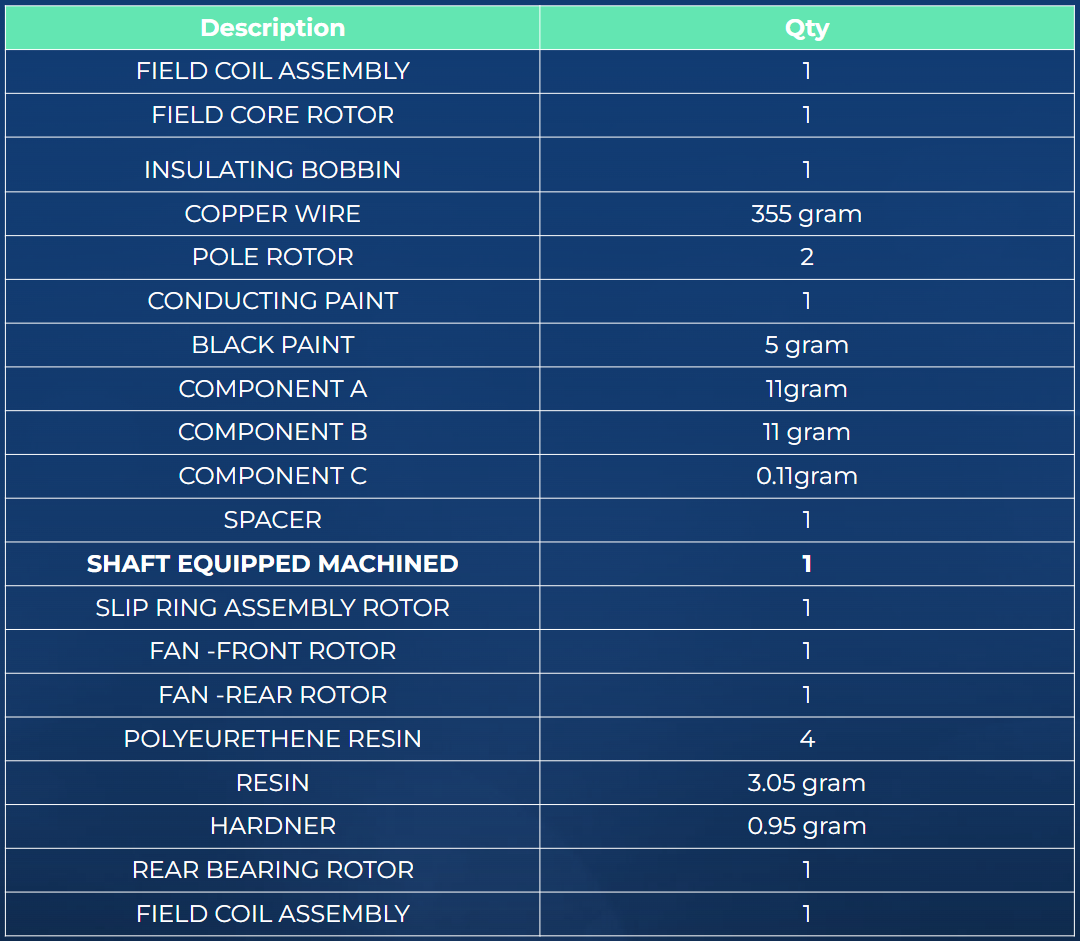 Description Qty
FIELD COIL ASSEMBLY 1
FIELD CORE ROTOR 1
INSULATING BOBBIN 1
COPPER WIRE 355 gram
POLE ROTOR 2
CONDUCTING PAINT 1
BLACK PAINT 5 gram
COMPONENT A 11gram
COMPONENT B 11 gram
COMPONENT C 0.11gram
SPACER 1
SHAFT EQUIPPED MACHINED 1
SLIP RING ASSEMBLY ROTOR 1
FAN -FRONT ROTOR 1
FAN -REAR ROTOR 1
POLYEURETHENE RESIN 4
RESIN 3.05 gram
HARDNER 0.95 gram
REAR BEARING ROTOR 1
FIELD COIL ASSEMBLY 1